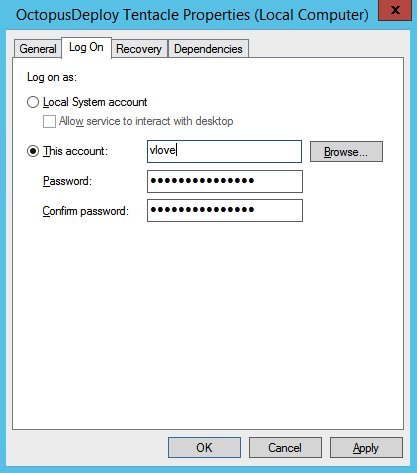 OctopusDeploy Tentacle Properties (Local Computer)
x
General Log On Recovery Dependencies
Log on as:
Local System account
Allow service to interact with desktop
This account: vlove Browse...
Password: •••••••••••••••
Confirm password: •••••••••••••••
OK Cancel Apply